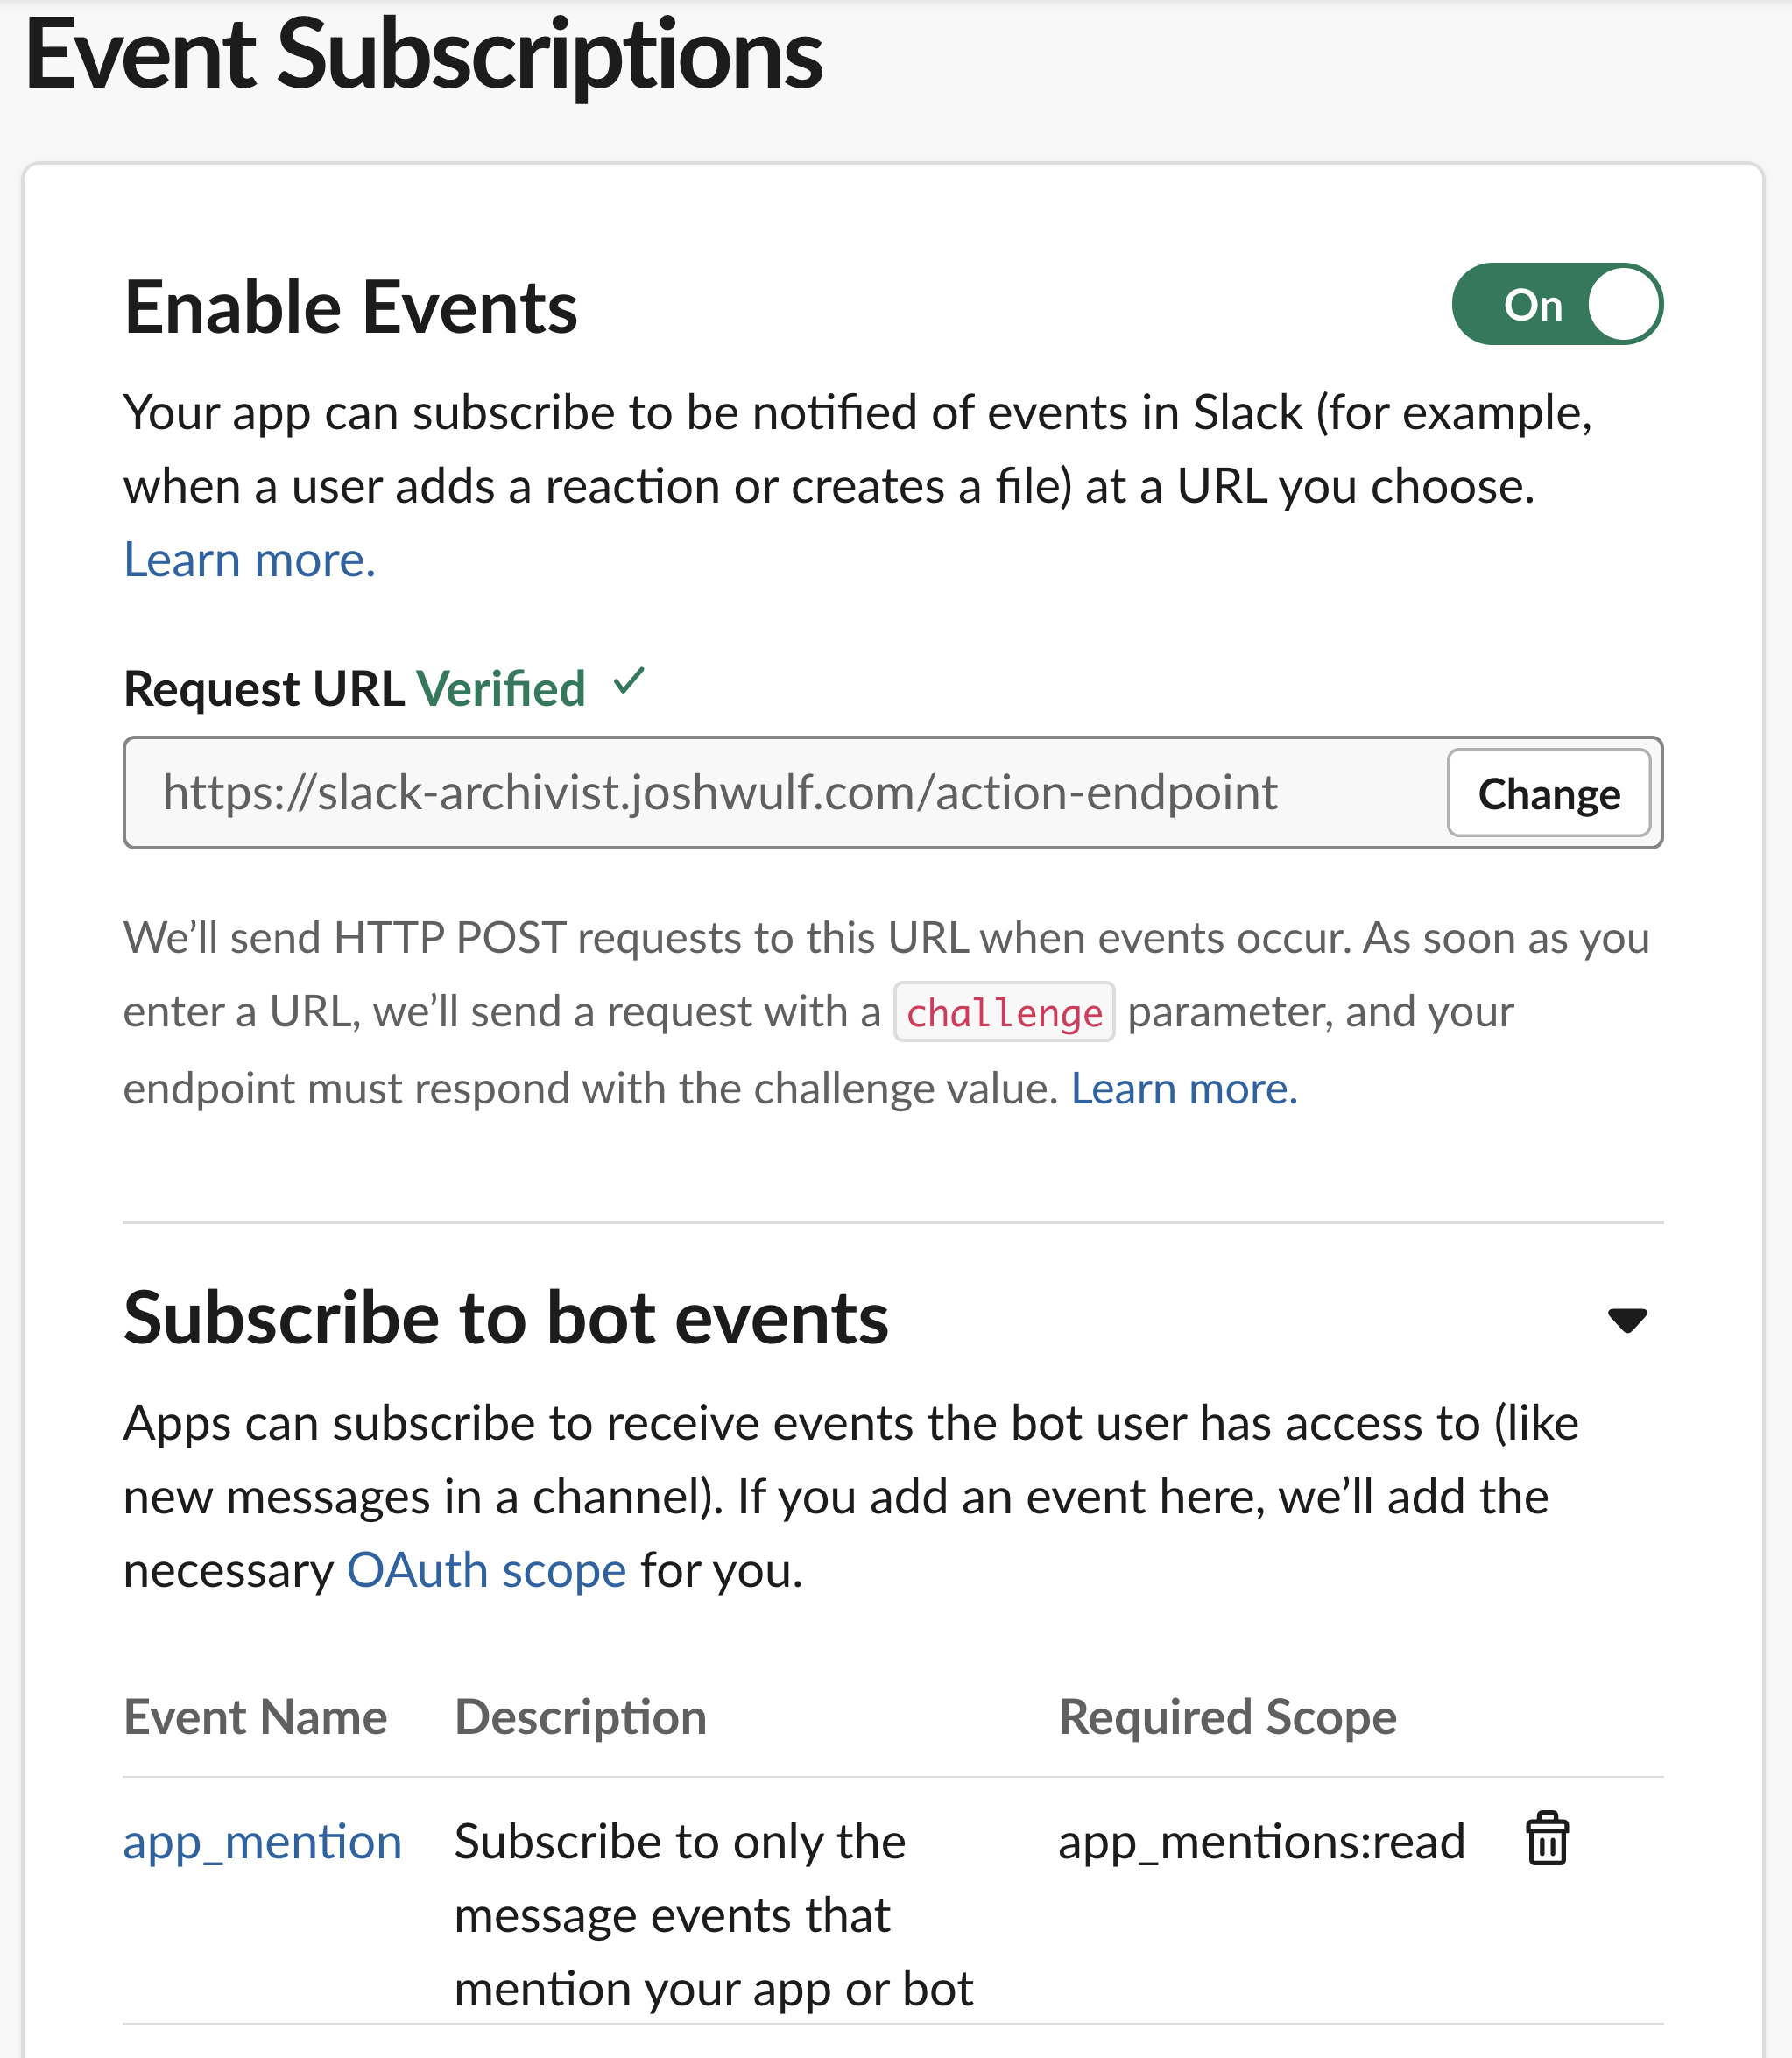 Event Subscriptions
Enable Events
On
Your app can subscribe to be notified of events in Slack (for example,
when a user adds a reaction or creates a file) at a URL you choose.
Learn more.
Request URL Verified ✓
https://slack-archivist.joshwulf.com/action-endpoint
Change
We’ll send HTTP POST requests to this URL when events occur. As soon as you
enter a URL, we’ll send a request with a challenge parameter, and your
endpoint must respond with the challenge value. Learn more.
Subscribe to bot events
Apps can subscribe to receive events the bot user has access to (like
new messages in a channel). If you add an event here, we’ll add the
necessary OAuth scope for you.
Event Name Description Required Scope
app_mention Subscribe to only the app_mentions:read
message events that
mention your app or bot